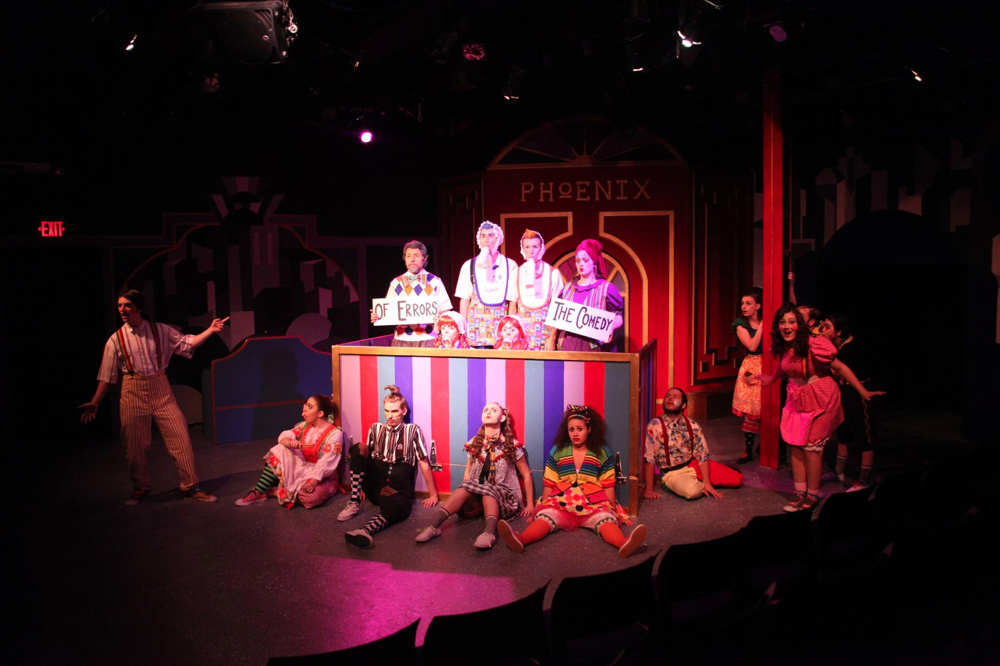 PHOENIX
EXIT
OF ERRORS
THE COMEDY